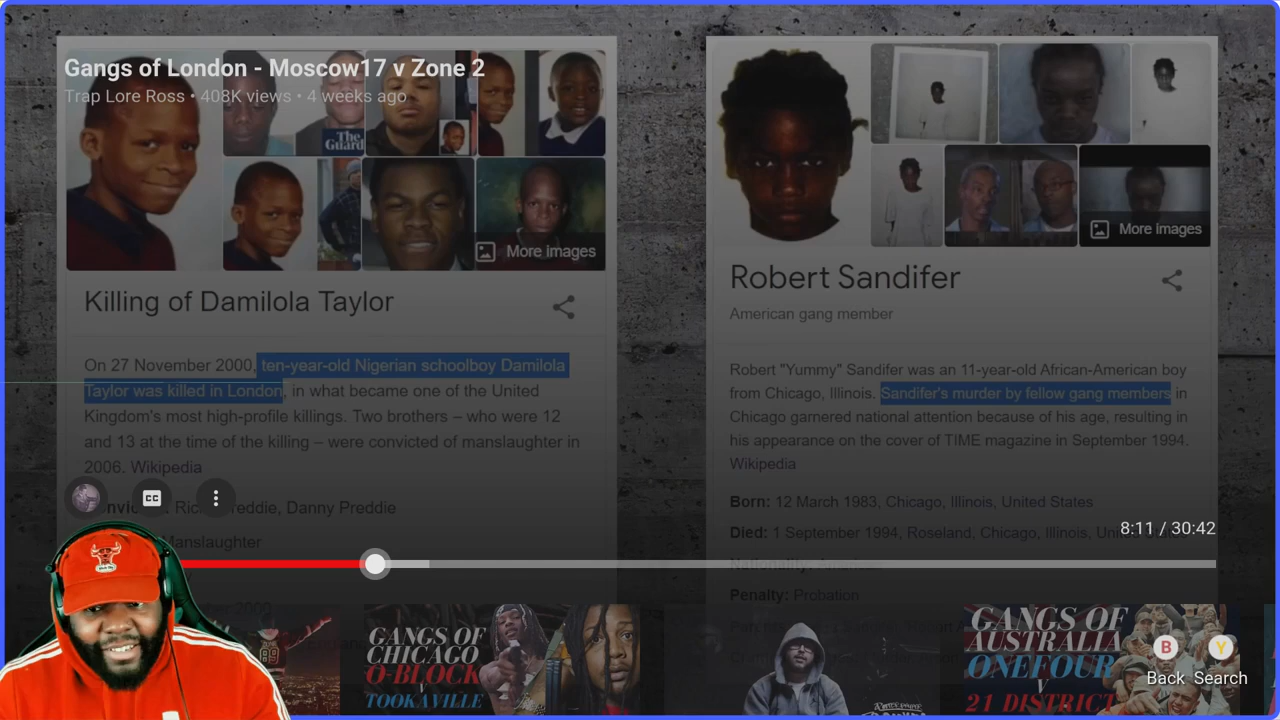 Gangs of London - Moscow17 v Zone 2
Trap Lore Ross • 408K views • 4 weeks ago
The
Guard
More images
Killing of Damilola Taylor
On 27 November 2000, ten-year-old Nigerian schoolboy Damilola
Taylor was killed in London, in what became one of the United
Kingdom's most high-profile killings. Two brothers – who were 12
and 13 at the time of the killing – were convicted of manslaughter in
2006. Wikipedia
Danny Preddie
Manslaughter
More images
Robert Sandifer
American gang member
Robert "Yummy" Sandifer was an 11-year-old African-American boy
from Chicago, Illinois. Sandifer's murder by fellow gang members in
Chicago garnered national attention because of his age, resulting in
his appearance on the cover of TIME magazine in September 1994.
Wikipedia
Born: 12 March 1983, Chicago, Illinois, United States
Died: 1 September 1994, Roseland, Chicago, Illinois,
Nationality: American
Penalty: Probation
CC
8:11 / 30:42
GANGS OF
CHICAGO
O-BLOCK
TOOKAVILLE
GANGS OF
AUSTRALIA
ONEFOUR
V
21 DISTRICT
B
Y
Back Search